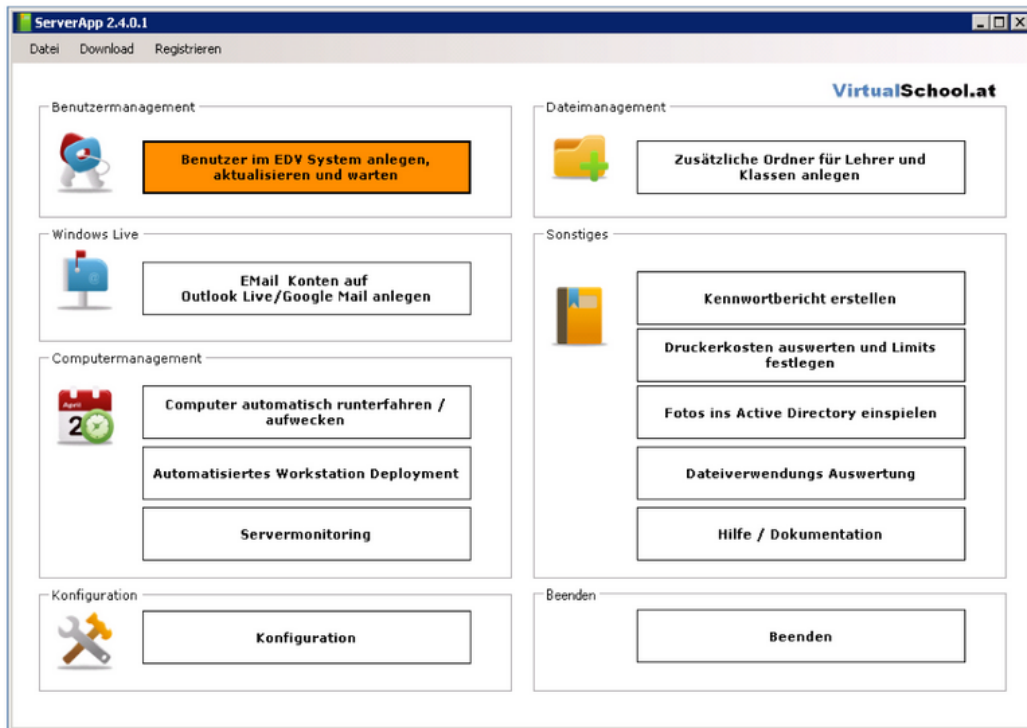 ServerApp 2.4.0.1
Datei Download Registrieren
VirtualSchool.at
Benutzermanagement
Benutzer im EDV System anlegen,
aktualisieren und warten
Windows Live
EMail Konten auf
Outlook Live/Google Mail anlegen
Computermanagement
April
2
Computer automatisch runterfahren /
aufwecken
Automatisiertes Workstation Deployment
Servermonitoring
Konfiguration
Konfiguration
Dateimanagement
Zusätzliche Ordner für Lehrer und
Klassen anlegen
Sonstiges
Kennwortbericht erstellen
Druckerkosten auswerten und Limits
festlegen
Fotos ins Active Directory einspielen
Dateiverwendungs Auswertung
Hilfe / Dokumentation
Beenden
Beenden